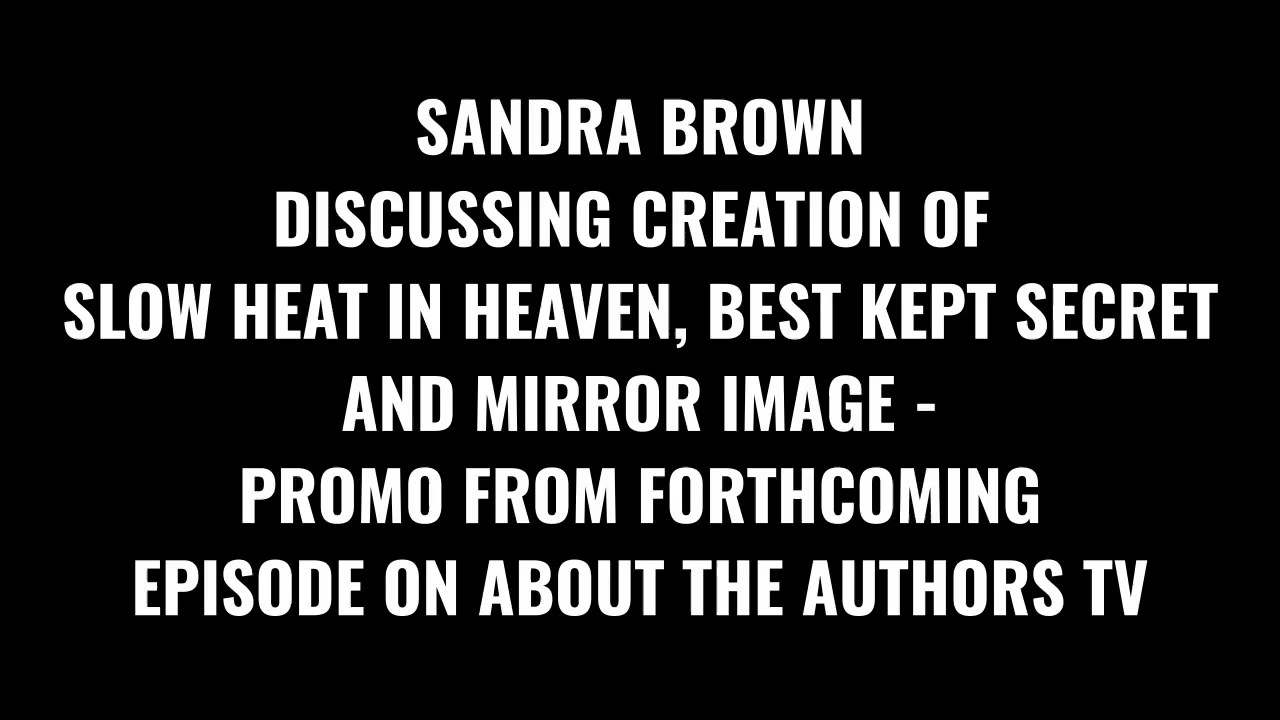 SANDRA BROWN
DISCUSSING CREATION OF
SLOW HEAT IN HEAVEN, BEST KEPT SECRET
AND MIRROR IMAGE -
PROMO FROM FORTHCOMING
EPISODE ON ABOUT THE AUTHORS TV